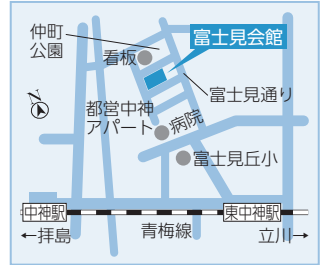 仲町
公園
看板
富士見会館
富士見通り
N
都営中神
アパート
病院
富士見丘小
中神駅
東中神駅
←拝島
青梅線
立川→